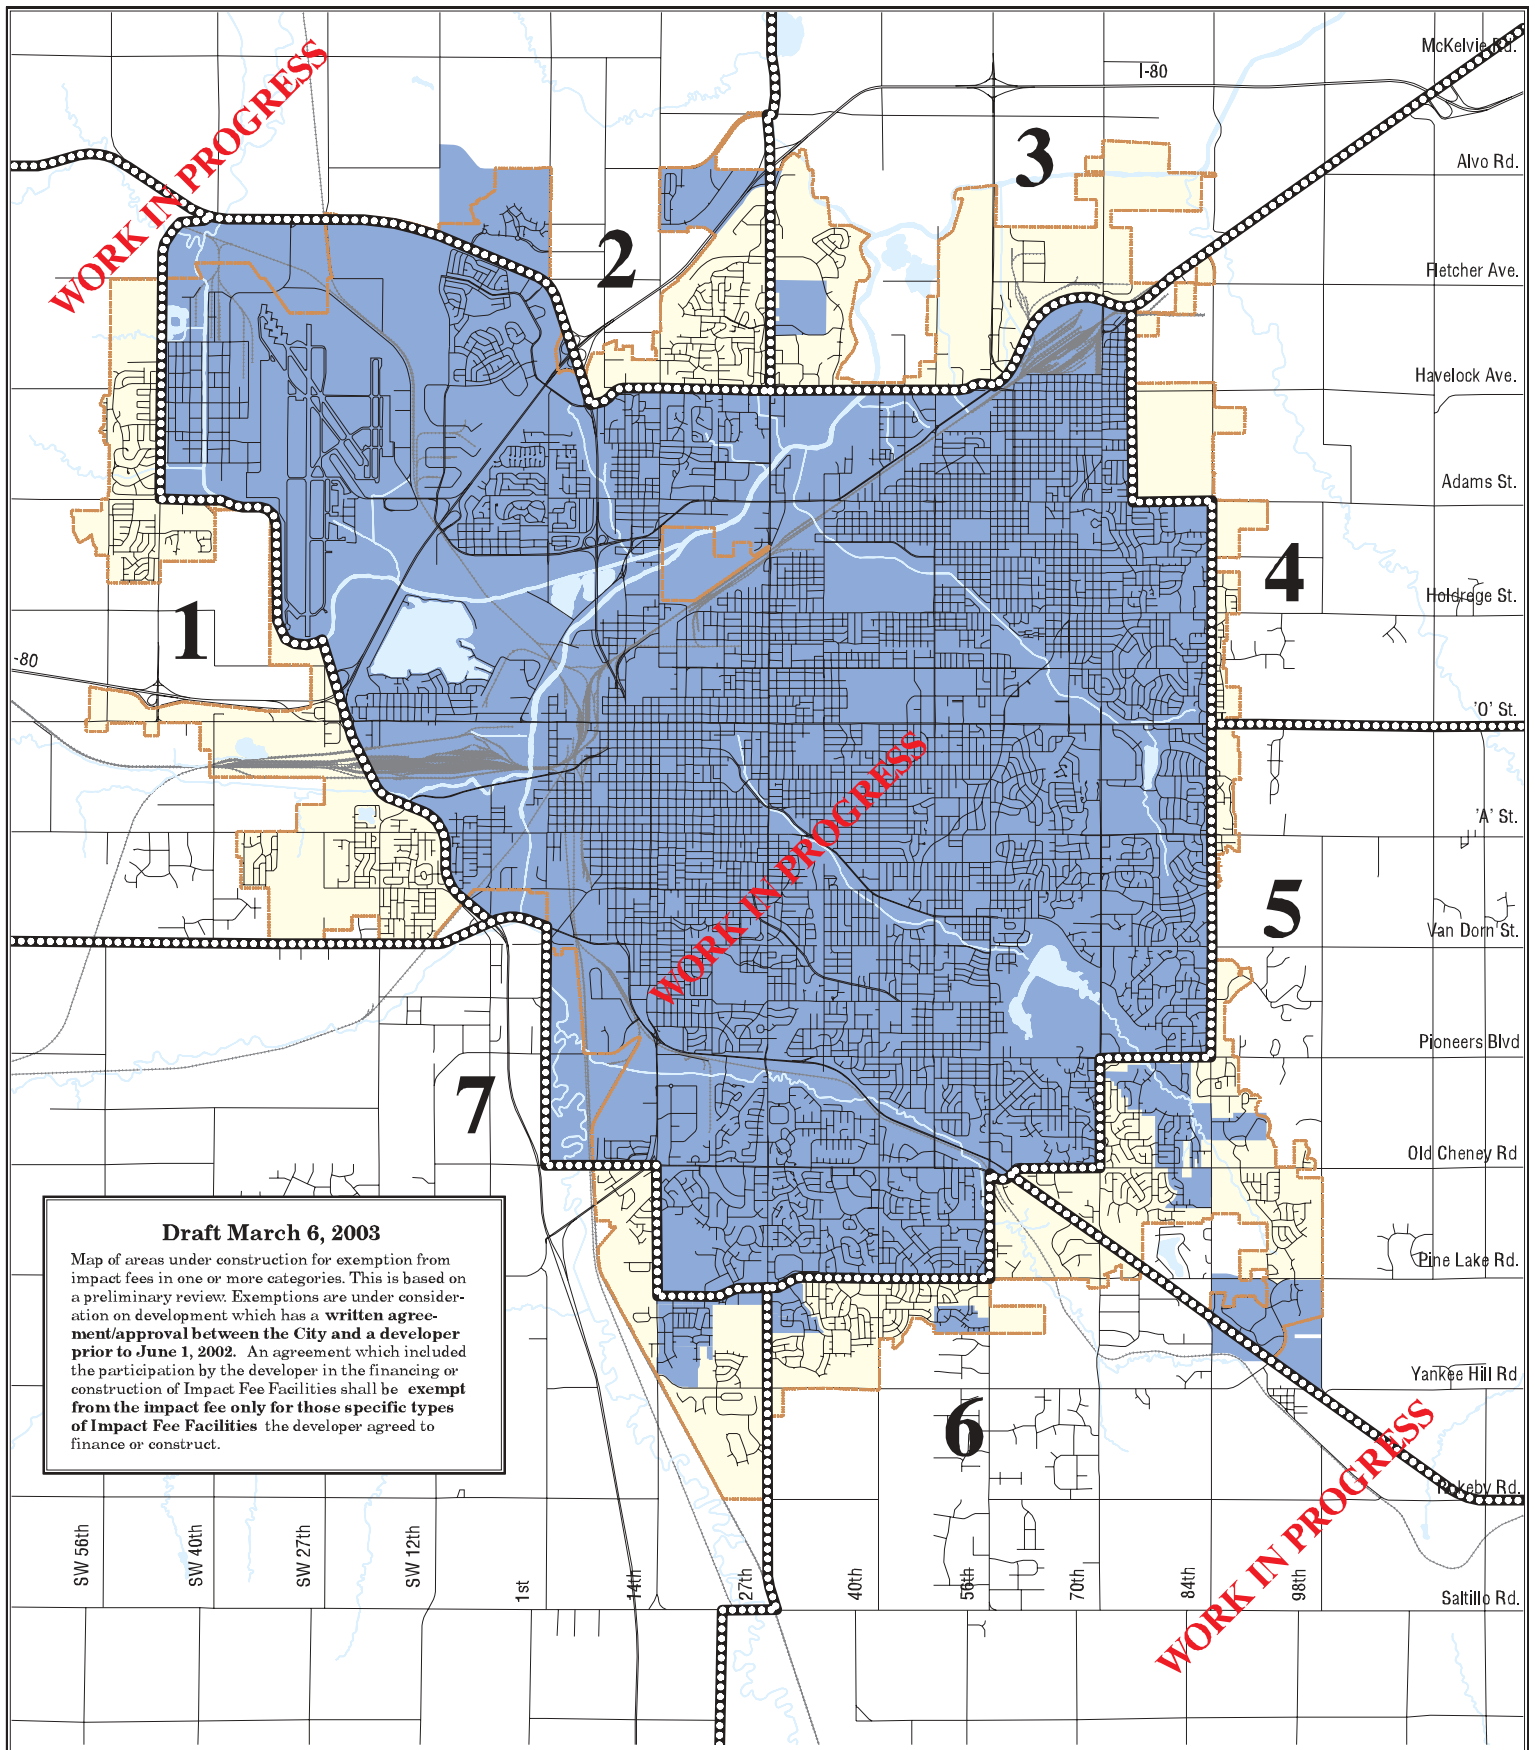 McKelvie Rd.
I-80
WORK IN PROGRESS
3
Alvo Rd.
2
Fletcher Ave.
Havelock Ave.
Adams St.
4
Holdrege St.
1
-80
'O' St.
WORK IN PROGRESS
'A' St.
5
Van Dorn St.
Pioneers Blvd
7
Old Cheney Rd
Pine Lake Rd.
Draft March 6, 2003
Map of areas under construction for exemption from
impact fees in one or more categories. This is based on
a preliminary review. Exemptions are under consider-
ation on development which has a written agree-
ment/approval between the City and a developer
prior to June 1, 2002. An agreement which included
the participation by the developer in the financing or
construction of Impact Fee Facilities shall be exempt
from the impact fee only for those specific types
of Impact Fee Facilities the developer agreed to
finance or construct.
Yankee Hill Rd
6
WORK IN PROGRESS
Rokeby Rd.
SW 56th
SW 40th
SW 27th
SW 12th
1st
14th
27th
40th
56th
70th
84th
98th
Saltillo Rd.